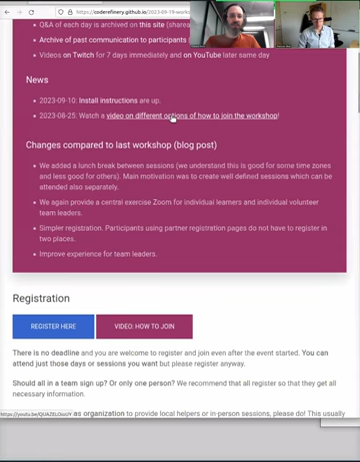 https://coderefinery.github.io/2023-09-19-works
Q&A of each day is archived on this site (share
Archive of past communication to participants
Videos on Twitch for 7 days immediately and on YouTube later same day
News
2023-09-10: Install instructions are up.
2023-08-25: Watch a video on different options of how to join the workshop!
Changes compared to last workshop (blog post)
We added a lunch break between sessions (we understand this is good for some time zones
and less good for others). Main motivation was to create well defined sessions which can be
attended also separately.
We again provide a central exercise Zoom for individual learners and individual volunteer
team leaders.
Simpler registration. Participants using partner registration pages do not have to register in
two places.
Improve experience for team leaders.
Registration
REGISTER HERE
VIDEO: HOW TO JOIN
There is no deadline and you are welcome to register and join even after the event started. You can
attend just those days or sessions you want but please register anyway.
Should all in a team sign up? Or only one person? We recommend that all register so that they get all
necessary information.
as organization to provide local helpers or in-person sessions, please do! This usually